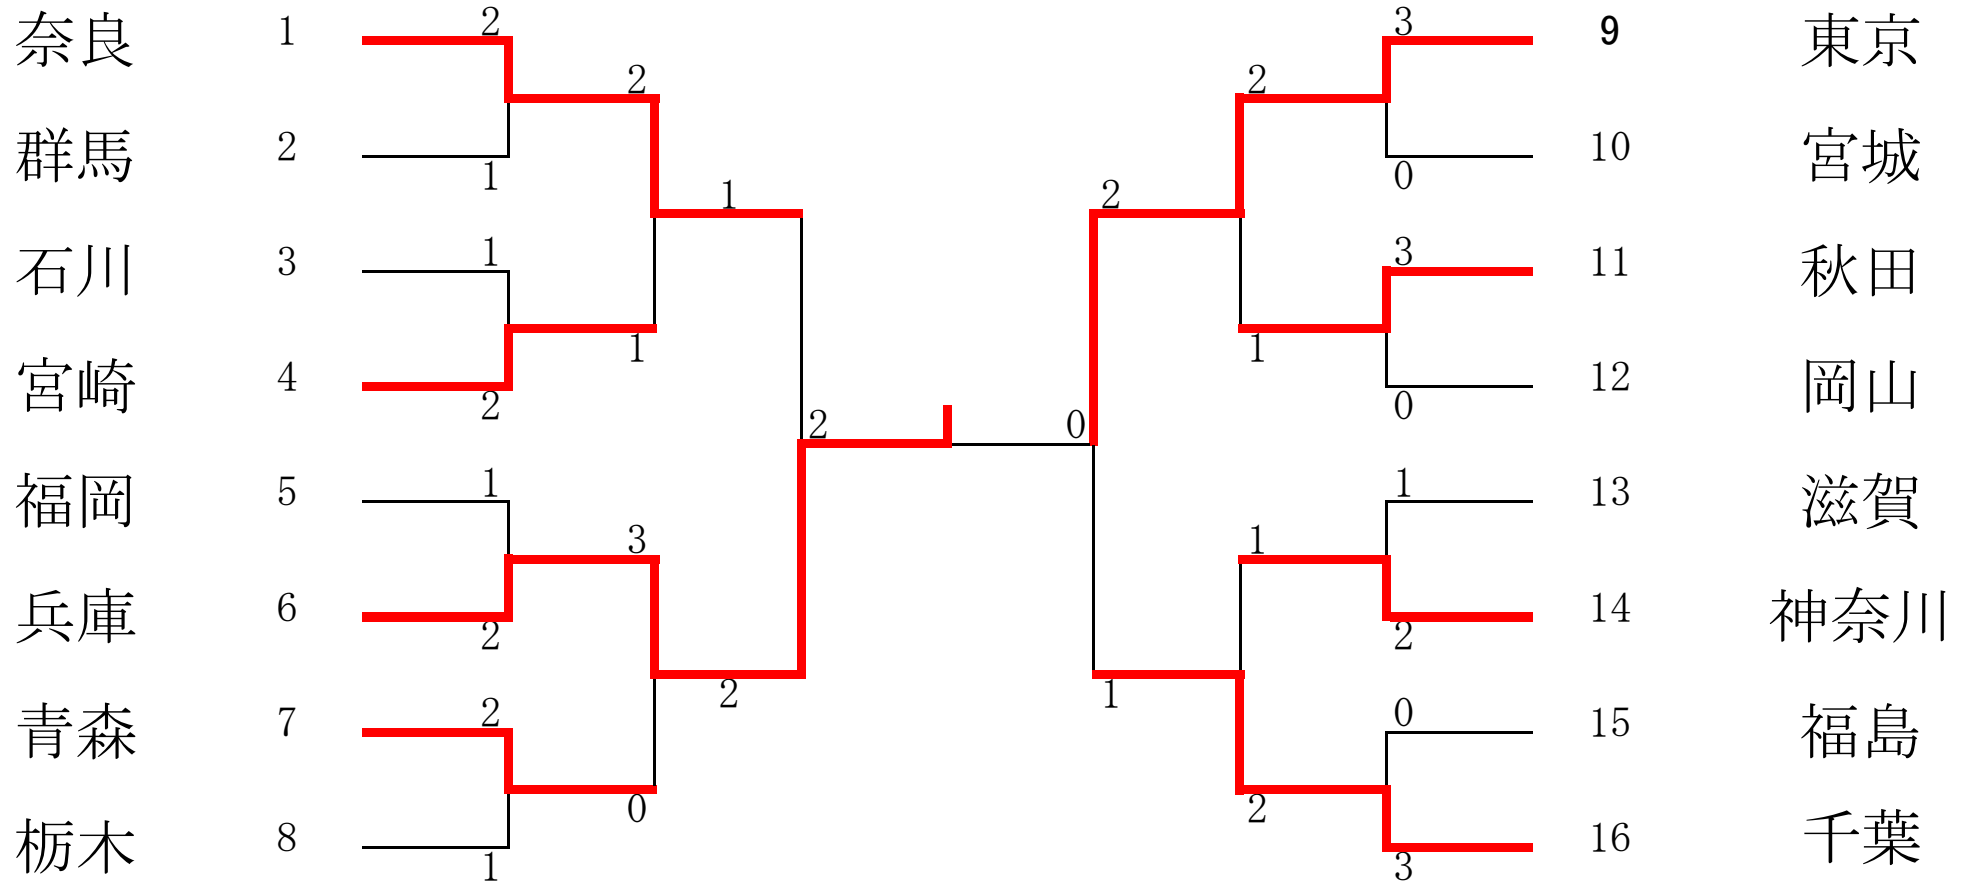 奈良 1 2 3 9 東京
2 2
群馬 2 1 0 10 宮城
1 2
石川 3 1 3 11 秋田
1 1
宮崎 4 2 0 12 岡山
2 0
福岡 5 1 1 13 滋賀
3 1
兵庫 6 2 2 14 神奈川
2 1
青森 7 2 0 15 福島
0 2
栃木 8 1 3 16 千葉